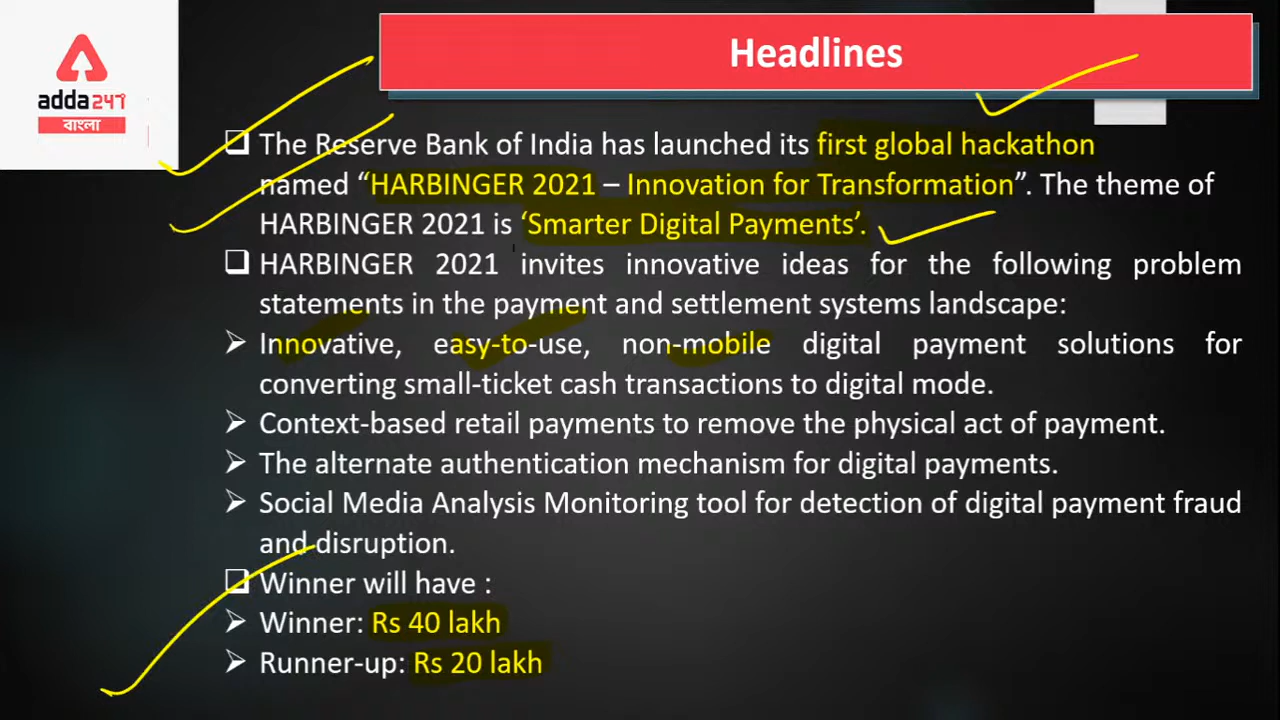 Headlines
adda247
বাংলা
The Reserve Bank of India has launched its first global hackathon
named “HARBINGER 2021 – Innovation for Transformation”. The theme of
HARBINGER 2021 is ‘Smarter Digital Payments’.
HARBINGER 2021 invites innovative ideas for the following problem
statements in the payment and settlement systems landscape:
Innovative, easy-to-use, non-mobile digital payment solutions for
converting small-ticket cash transactions to digital mode.
Context-based retail payments to remove the physical act of payment.
The alternate authentication mechanism for digital payments.
Social Media Analysis Monitoring tool for detection of digital payment fraud
and disruption.
Winner will have :
Winner: Rs 40 lakh
Runner-up: Rs 20 lakh